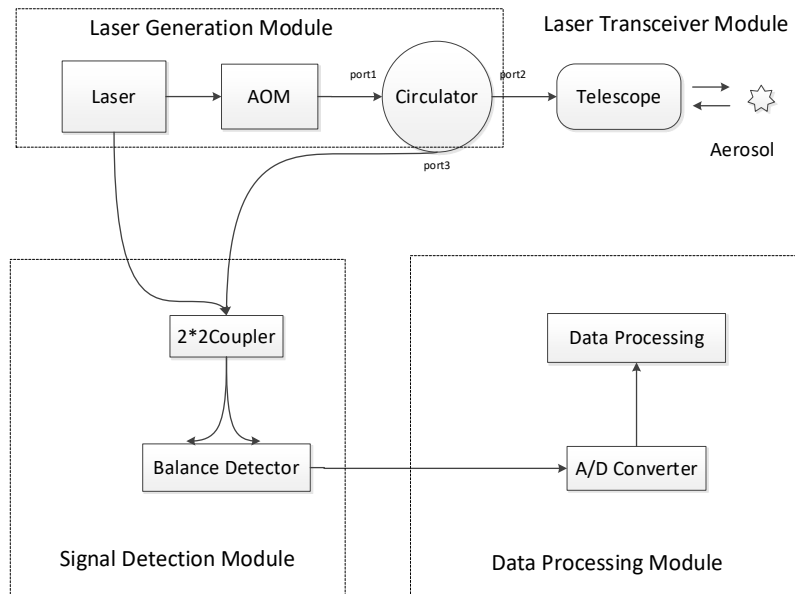 Laser Generation Module
Laser Transceiver Module
Laser
AOM
port1
Circulator
port2
Telescope
Aerosol
port3
2*2Coupler
Data Processing
Balance Detector
A/D Converter
Signal Detection Module
Data Processing Module